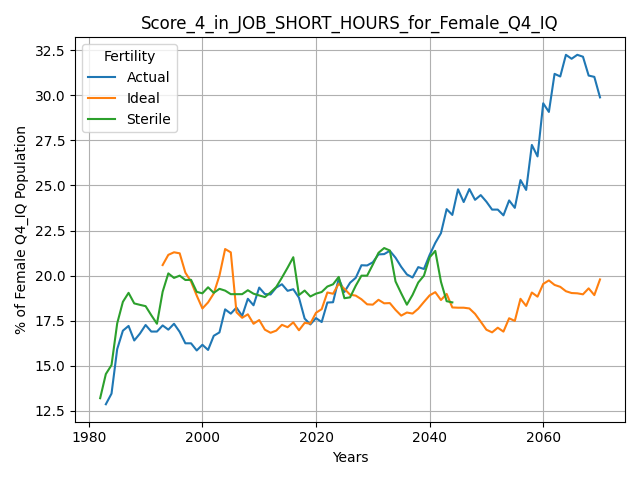 Score_4_in_JOB_SHORT_HOURS_for_Female_Q4_IQ
Fertility
Actual
Ideal
Sterile
% of Female Q4_IQ Population
32.5
30.0
27.5
25.0
22.5
20.0
17.5
15.0
12.5
1980
2000
2020
2040
2060
Years